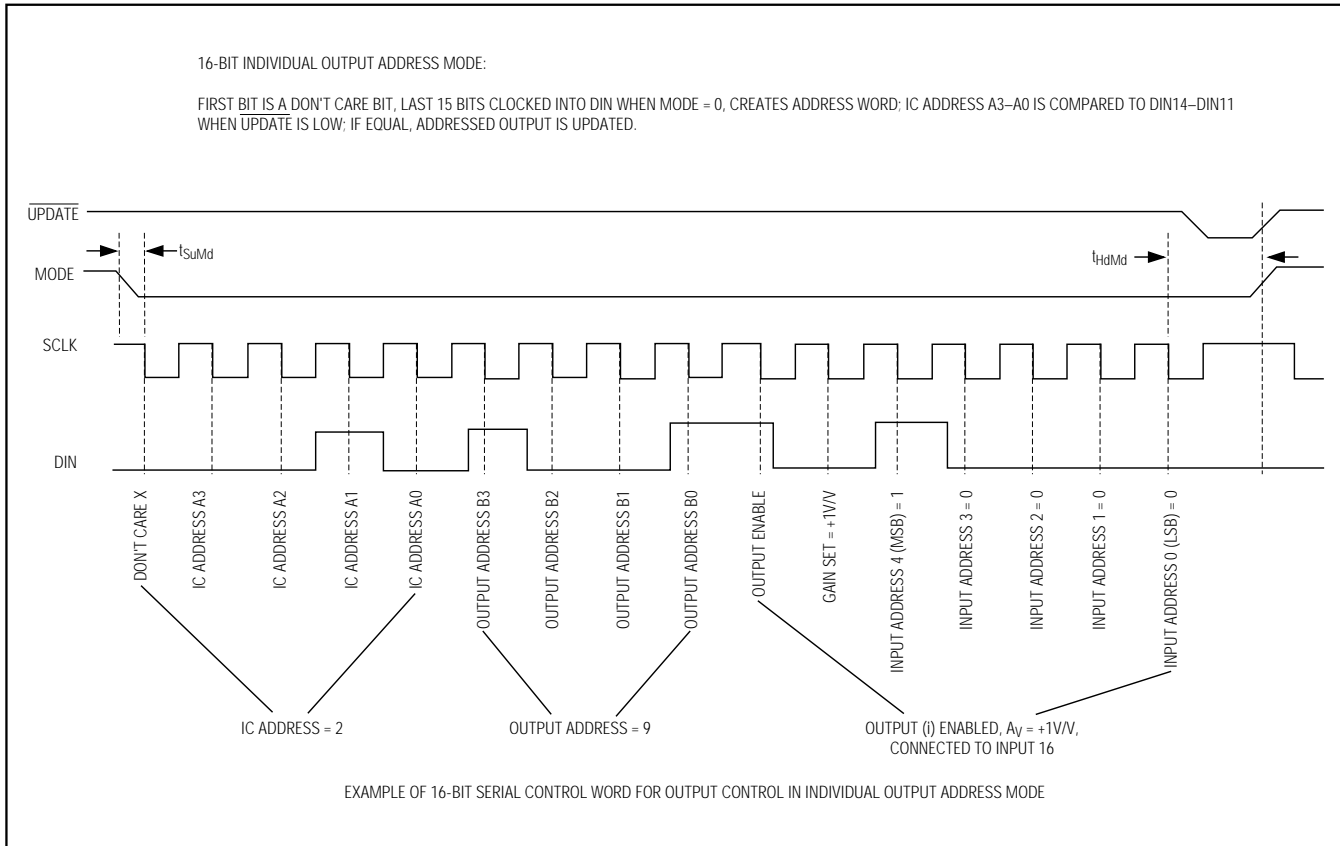 16-BIT INDIVIDUAL OUTPUT ADDRESS MODE:
FIRST BIT IS A DON'T CARE BIT, LAST 15 BITS CLOCKED INTO DIN WHEN MODE = 0, CREATES ADDRESS WORD; IC ADDRESS A3–A0 IS COMPARED TO DIN14–DIN11
WHEN UPDATE IS LOW; IF EQUAL, ADDRESSED OUTPUT IS UPDATED.
UPDATE
tSuMd
tHdMd
MODE
SCLK
DIN
DON'T CARE X
IC ADDRESS A3
IC ADDRESS A2
IC ADDRESS A1
IC ADDRESS A0
OUTPUT ADDRESS B3
OUTPUT ADDRESS B2
OUTPUT ADDRESS B1
OUTPUT ADDRESS B0
OUTPUT ENABLE
GAIN SET = +1V/V
INPUT ADDRESS 4 (MSB) = 1
INPUT ADDRESS 3 = 0
INPUT ADDRESS 2 = 0
INPUT ADDRESS 1 = 0
INPUT ADDRESS 0 (LSB) = 0
IC ADDRESS = 2
OUTPUT ADDRESS = 9
OUTPUT (i) ENABLED, AV = +1V/V,
CONNECTED TO INPUT 16
EXAMPLE OF 16-BIT SERIAL CONTROL WORD FOR OUTPUT CONTROL IN INDIVIDUAL OUTPUT ADDRESS MODE